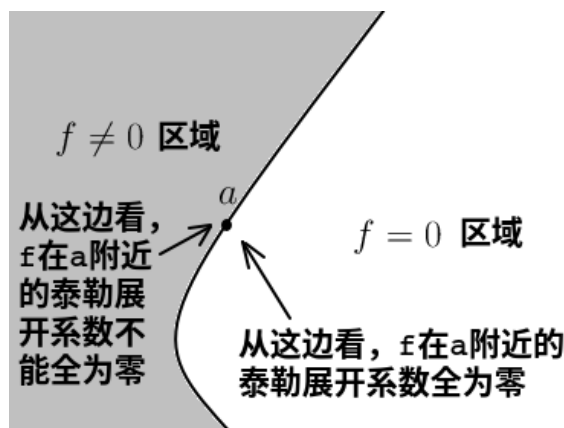 f ≠ 0 区域
a
从这边看，
f在a附近
的泰勒展
开系数不
能全为零
f = 0 区域
从这边看，f在a附近的
泰勒展开系数全为零